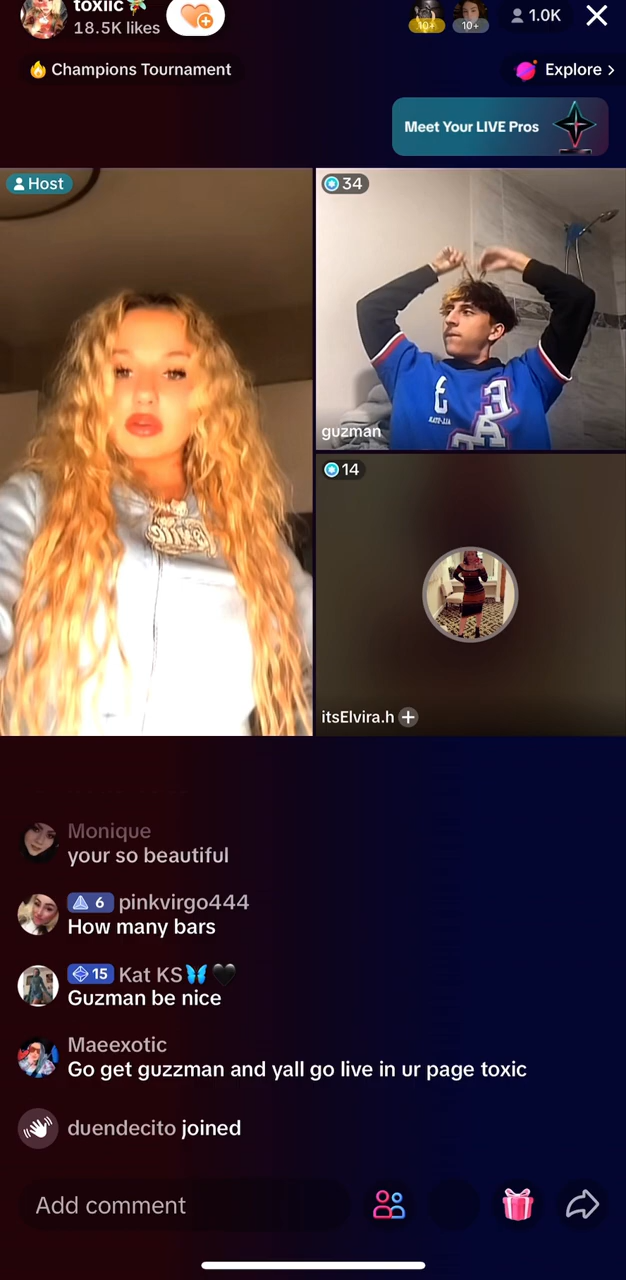 toxiic🧚
18.5K likes
10+
10+
1.0K
🔥 Champions Tournament
Explore >
Meet Your LIVE Pros
Host
34
guzman
14
itsElvira.h
Monique
your so beautiful
6 pinkvirgo444
How many bars
15 Kat KS🦋🖤
Guzman be nice
Maeexotic
Go get guzzman and yall go live in ur page toxic
duendecito joined
Add comment